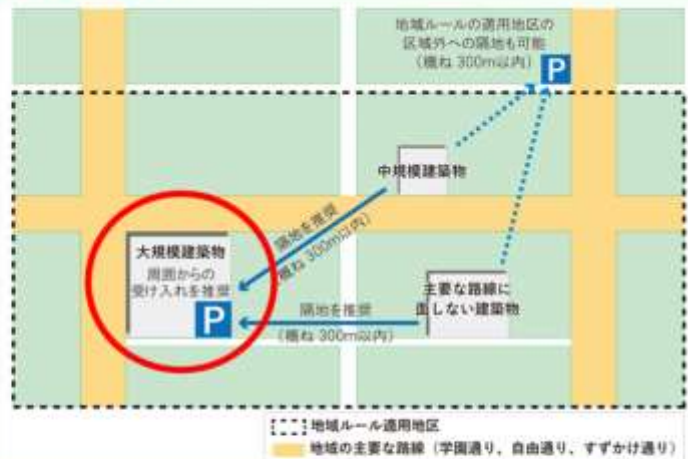 地域ルールの適用地区の
区域外への隔地も可能
（概ね 300m以内）
P
中規模建築物
隔地を推奨
（概ね 300m以内）
大規模建築物
周囲からの
受け入れを推奨
P
主要な路線に
面しない建築物
隔地を推奨
（概ね 300m以内）
地域ルール適用地区
地域の主要な路線（学園通り、自由通り、すずかけ通り）